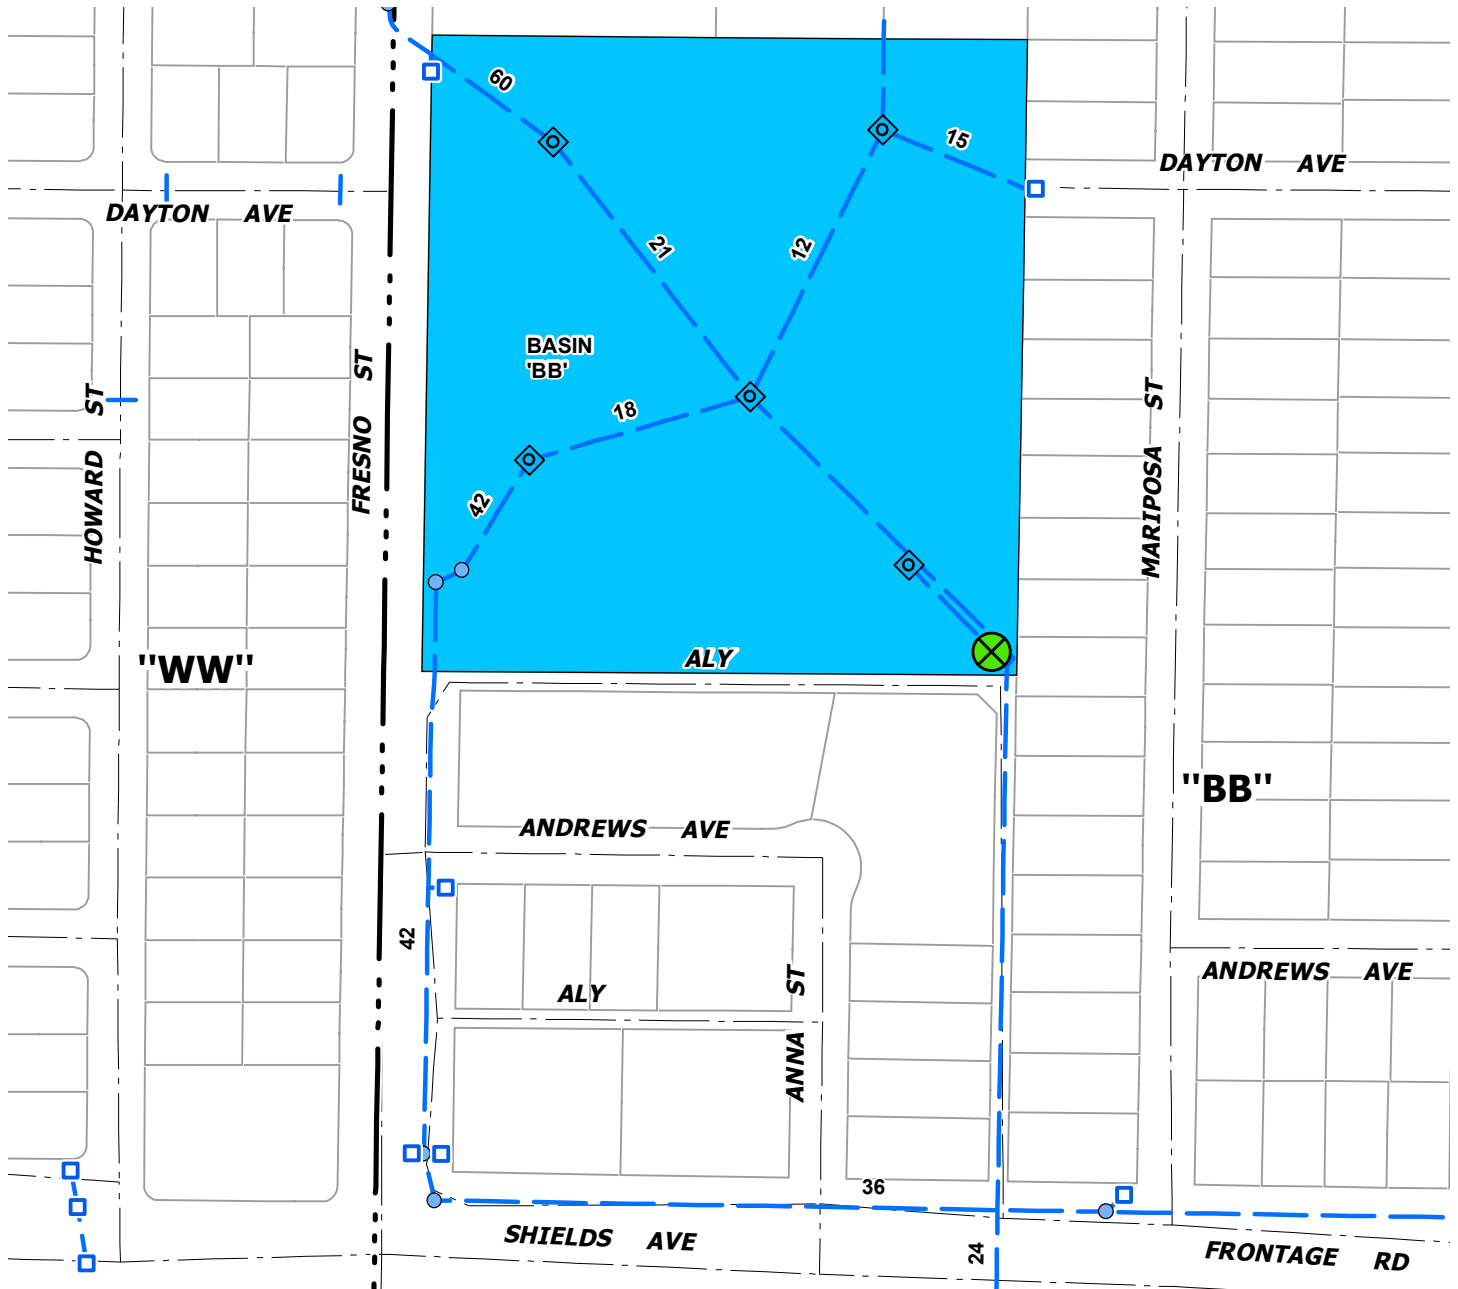 60
15
DAYTON AVE
DAYTON AVE
21
12
BASIN
'BB'
FRESNO ST
HOWARD ST
18
MARIPOSA ST
42
"WW"
ALY
"BB"
ANDREWS AVE
42
ANDREWS AVE
ALY
ANNA ST
36
SHIELDS AVE
24
FRONTAGE RD